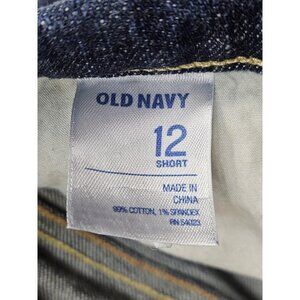 OLD NAVY
12
SHORT
MADE IN
CHINA
99% COTTON, 1% SPANDEX
RN 54023